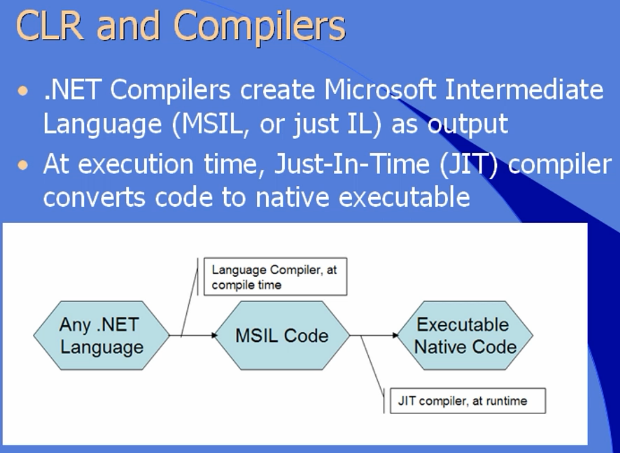 CLR and Compilers
• .NET Compilers create Microsoft Intermediate
Language (MSIL, or just IL) as output
• At execution time, Just-In-Time (JIT) compiler
converts code to native executable
Language Compiler, at
compile time
Any .NET
Language
MSIL Code
Executable
Native Code
JIT compiler, at runtime